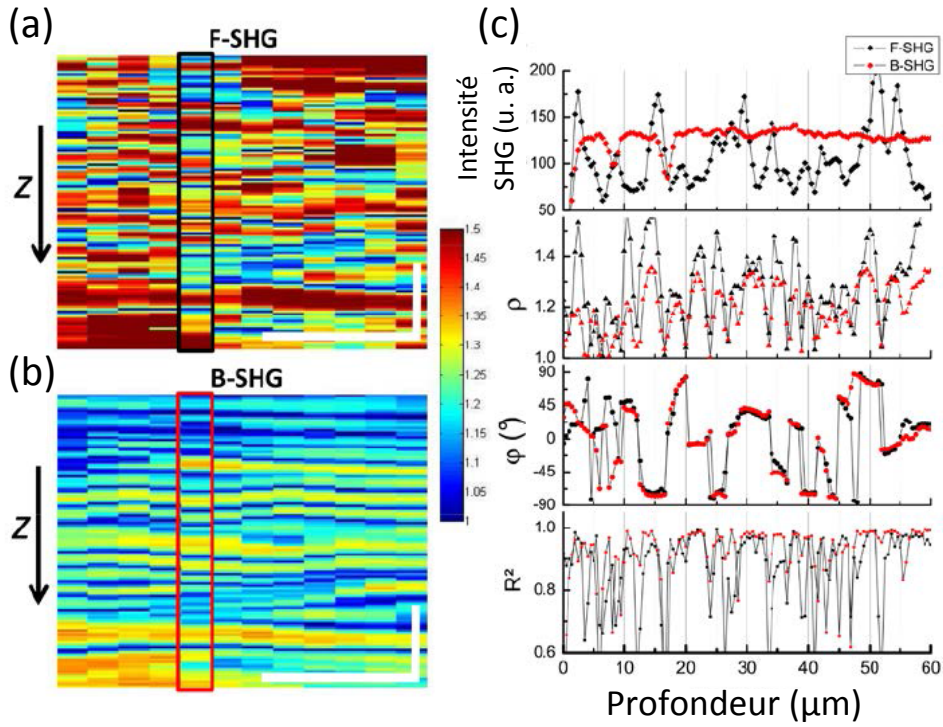 (a)
F-SHG
Z
(b)
B-SHG
Z
1.5
1.45
1.4
1.35
1.3
1.25
1.2
1.15
1.1
1.05
1
(c)
F-SHG
B-SHG
Intensité
SHG (u. a.)
200
150
100
50
ρ
1.4
1.2
1.0
φ (°)
90
45
0
-45
-90
R²
1.0
0.8
0.6
0 10 20 30 40 50 60
Profondeur (μm)